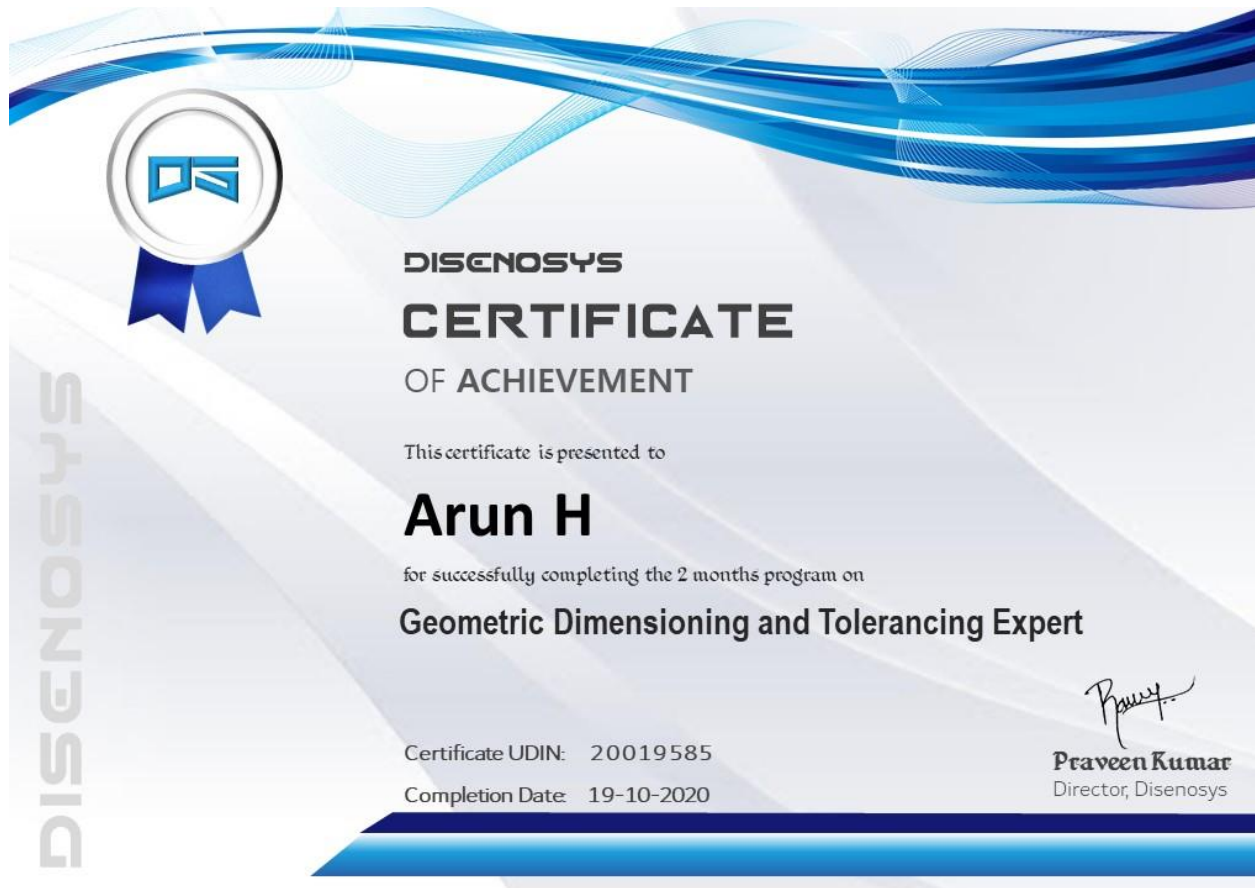 DS
DISENOSYS
CERTIFICATE
OF ACHIEVEMENT
This certificate is presented to
Arun H
for successfully completing the 2 months program on
Geometric Dimensioning and Tolerancing Expert
Certificate UDIN: 20019585
Completion Date: 19-10-2020
Praveen Kumar
Director, Disenosys
DISENOSYS